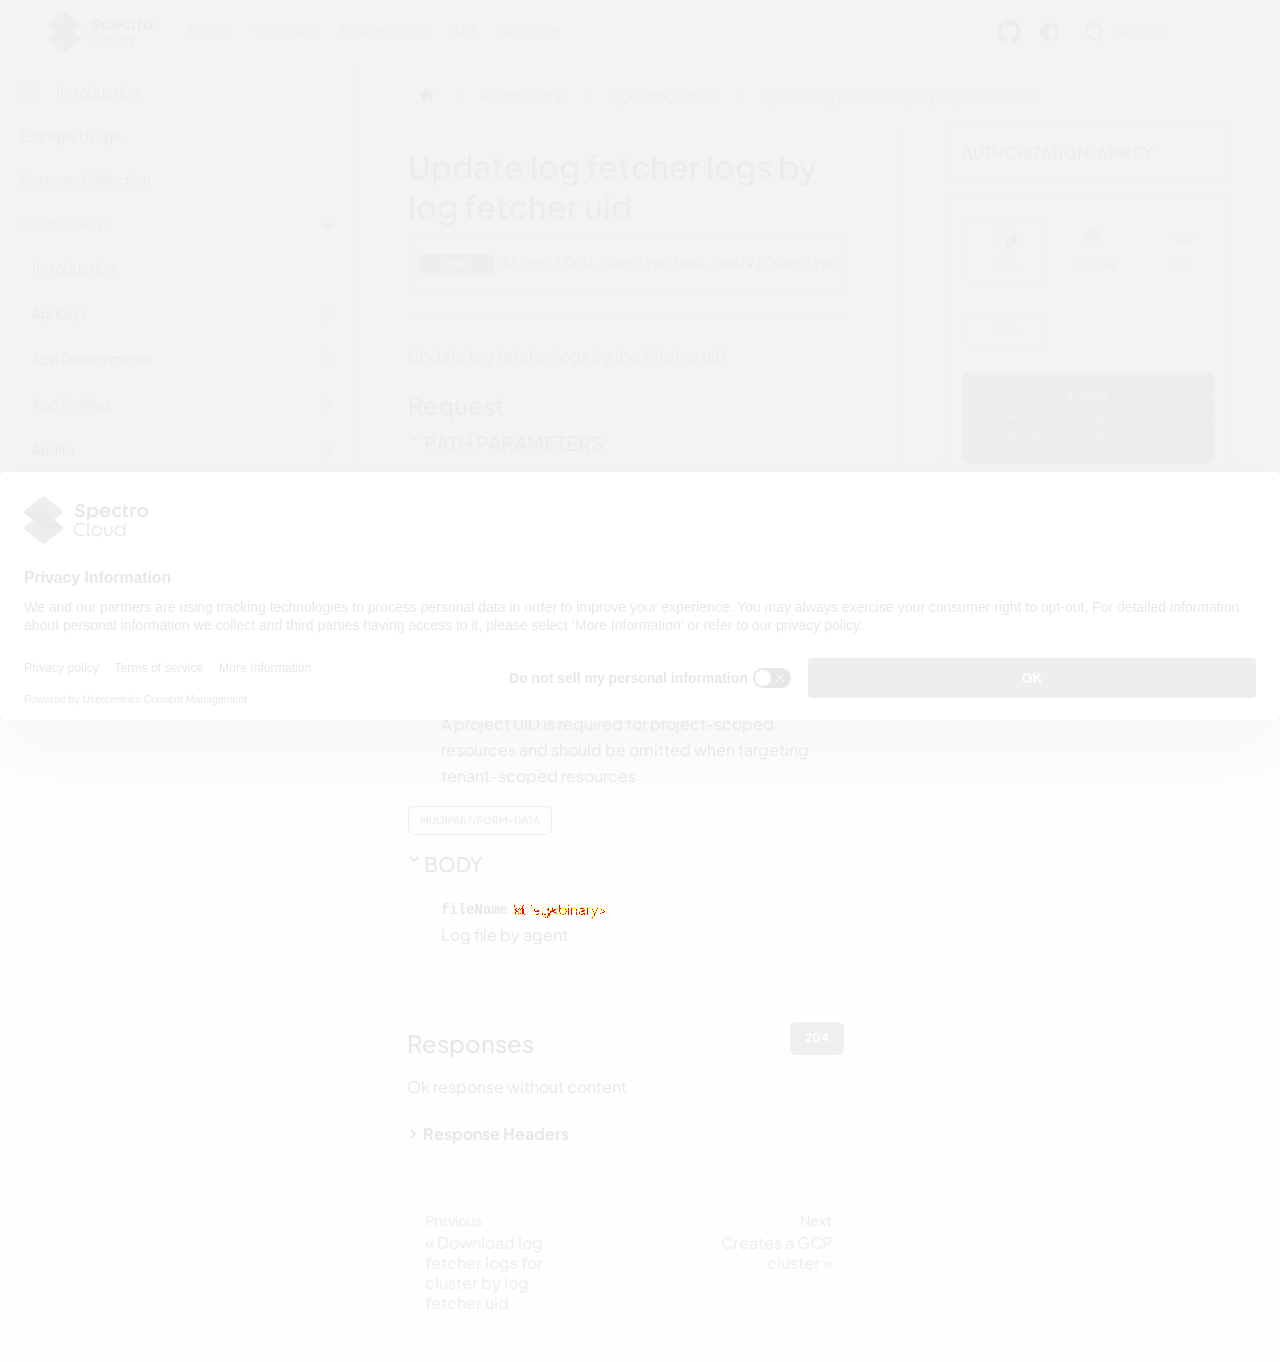 Spectro
Cloud
Docs Tutorials Downloads API latest
Search
Introduction
Example Usage
Postman Collection
Palette API V1
Introduction
Api Keys
App Deployments
App Profiles
Audits
Palette API V1
Spectroclusters
Update log fetcher logs by log fetcher uid
Update log fetcher logs by
log fetcher uid
https://api.spectrocloud.com/v1/spectrocl
Update log fetcher logs by log fetcher uid
Request
PATH PARAMETERS
AUTHORIZATION: APIKEY
CURL PYTHON GO
CURL
Spectro
Cloud
Privacy Information
We and our partners are using tracking technologies to process personal data in order to improve your experience. You may always exercise your consumer right to opt-out. For detailed information
about personal information we collect and third parties having access to it, please select 'More Information' or refer to our privacy policy.
Privacy policy Terms of service More Information
Do not sell my personal information
OK
Powered by Usercentrics Consent Management
A project UID is required for project-scoped
resources and should be omitted when targeting
tenant-scoped resources
MULTIPART/FORM-DATA
BODY
fileName
Log file by agent
Responses
204
Ok response without content
Response Headers
Previous
« Download log
fetcher logs for
cluster by log
fetcher uid
Next
Creates a GCP
cluster »